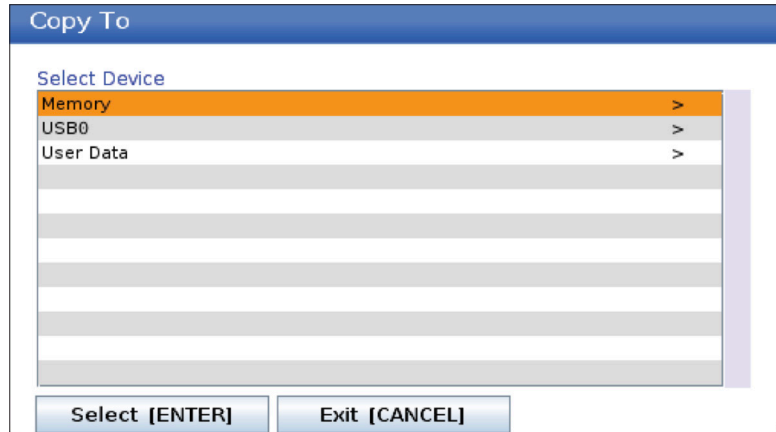 Copy To
Select Device
Memory >
USB0 >
User Data >
Select [ENTER] Exit [CANCEL]